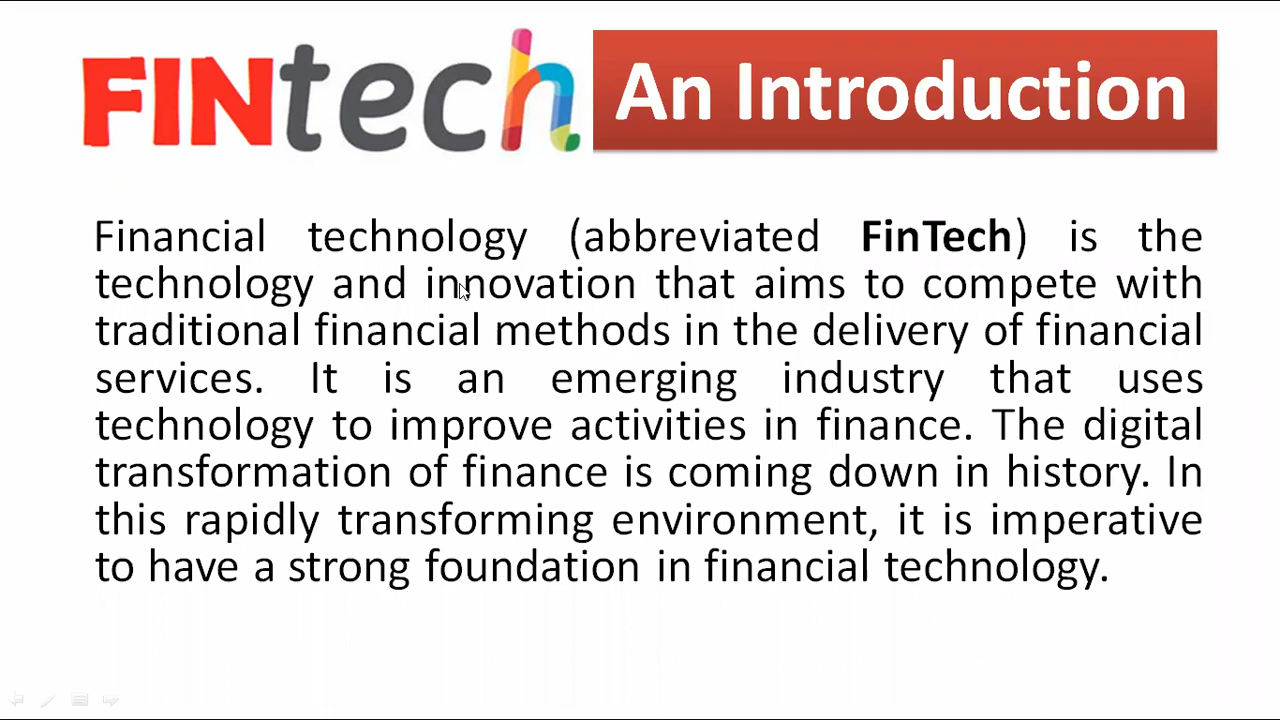 FINtech An Introduction
Financial technology (abbreviated FinTech) is the
technology and innovation that aims to compete with
traditional financial methods in the delivery of financial
services. It is an emerging industry that uses
technology to improve activities in finance. The digital
transformation of finance is coming down in history. In
this rapidly transforming environment, it is imperative
to have a strong foundation in financial technology.